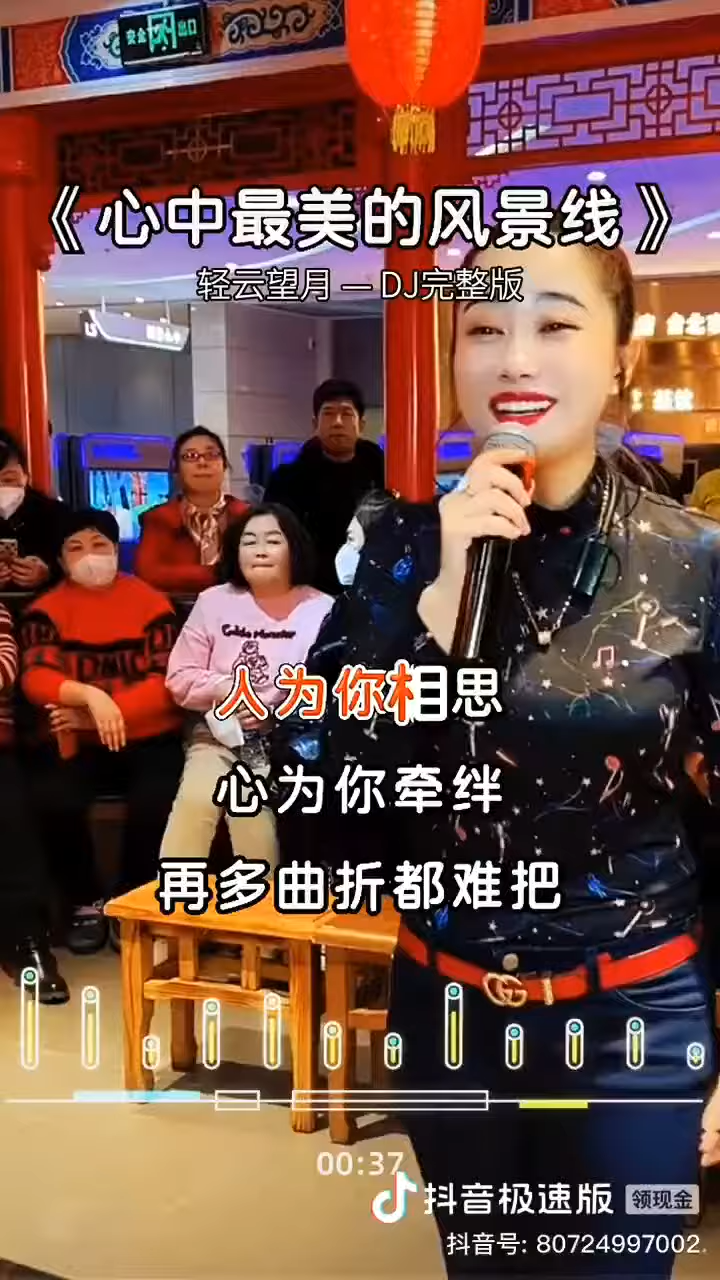 安全出口
《心中最美的风景线》
轻云望月 — DJ完整版
人为你相思
心为你牵绊
再多曲折都难把
00:37
抖音极速版 领现金
抖音号: 80724997002